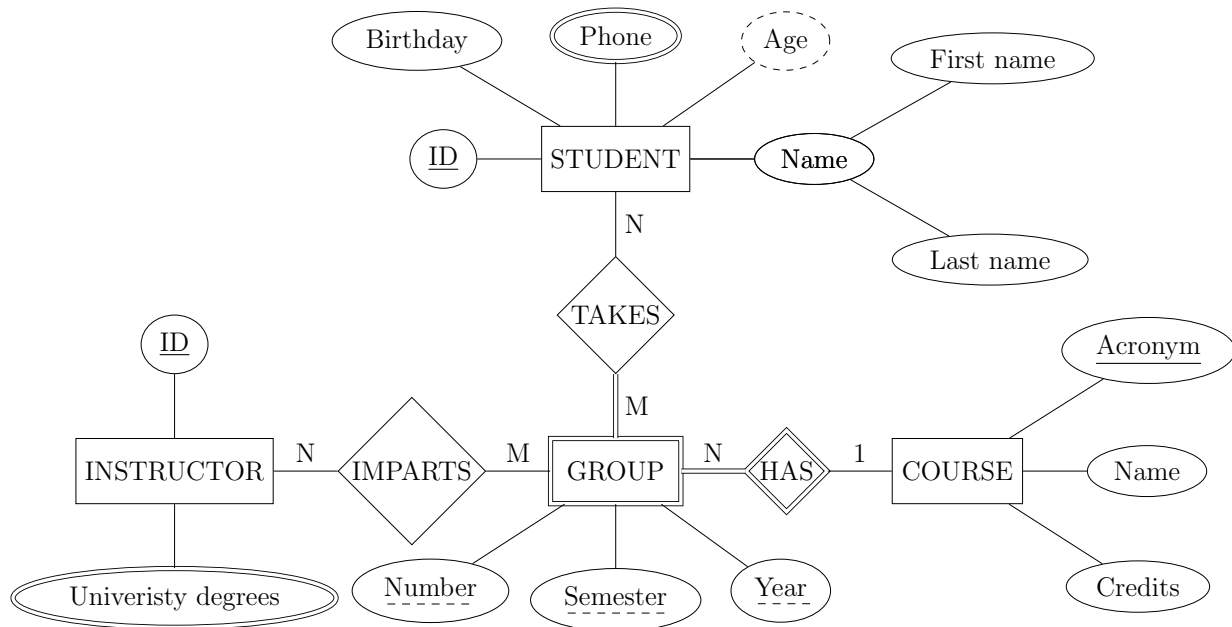 Birthday
Phone
Age
First name
ID
STUDENT
Name
Last name
N
TAKES
M
ID
Acronym
INSTRUCTOR
N
IMPARTS
M
GROUP
N
HAS
1
COURSE
Name
Univeristy degrees
Number
Semester
Year
Credits